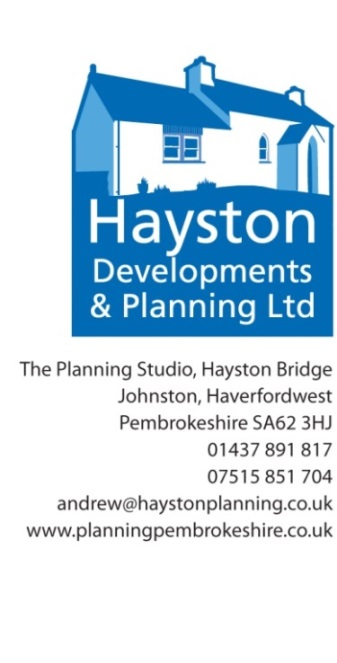 Hayston
Developments
& Planning Ltd
The Planning Studio, Hayston Bridge
Johnston, Haverfordwest
Pembrokeshire SA62 3HJ
01437 891 817
07515 851 704
andrew@haystonplanning.co.uk
www.planningpembrokeshire.co.uk